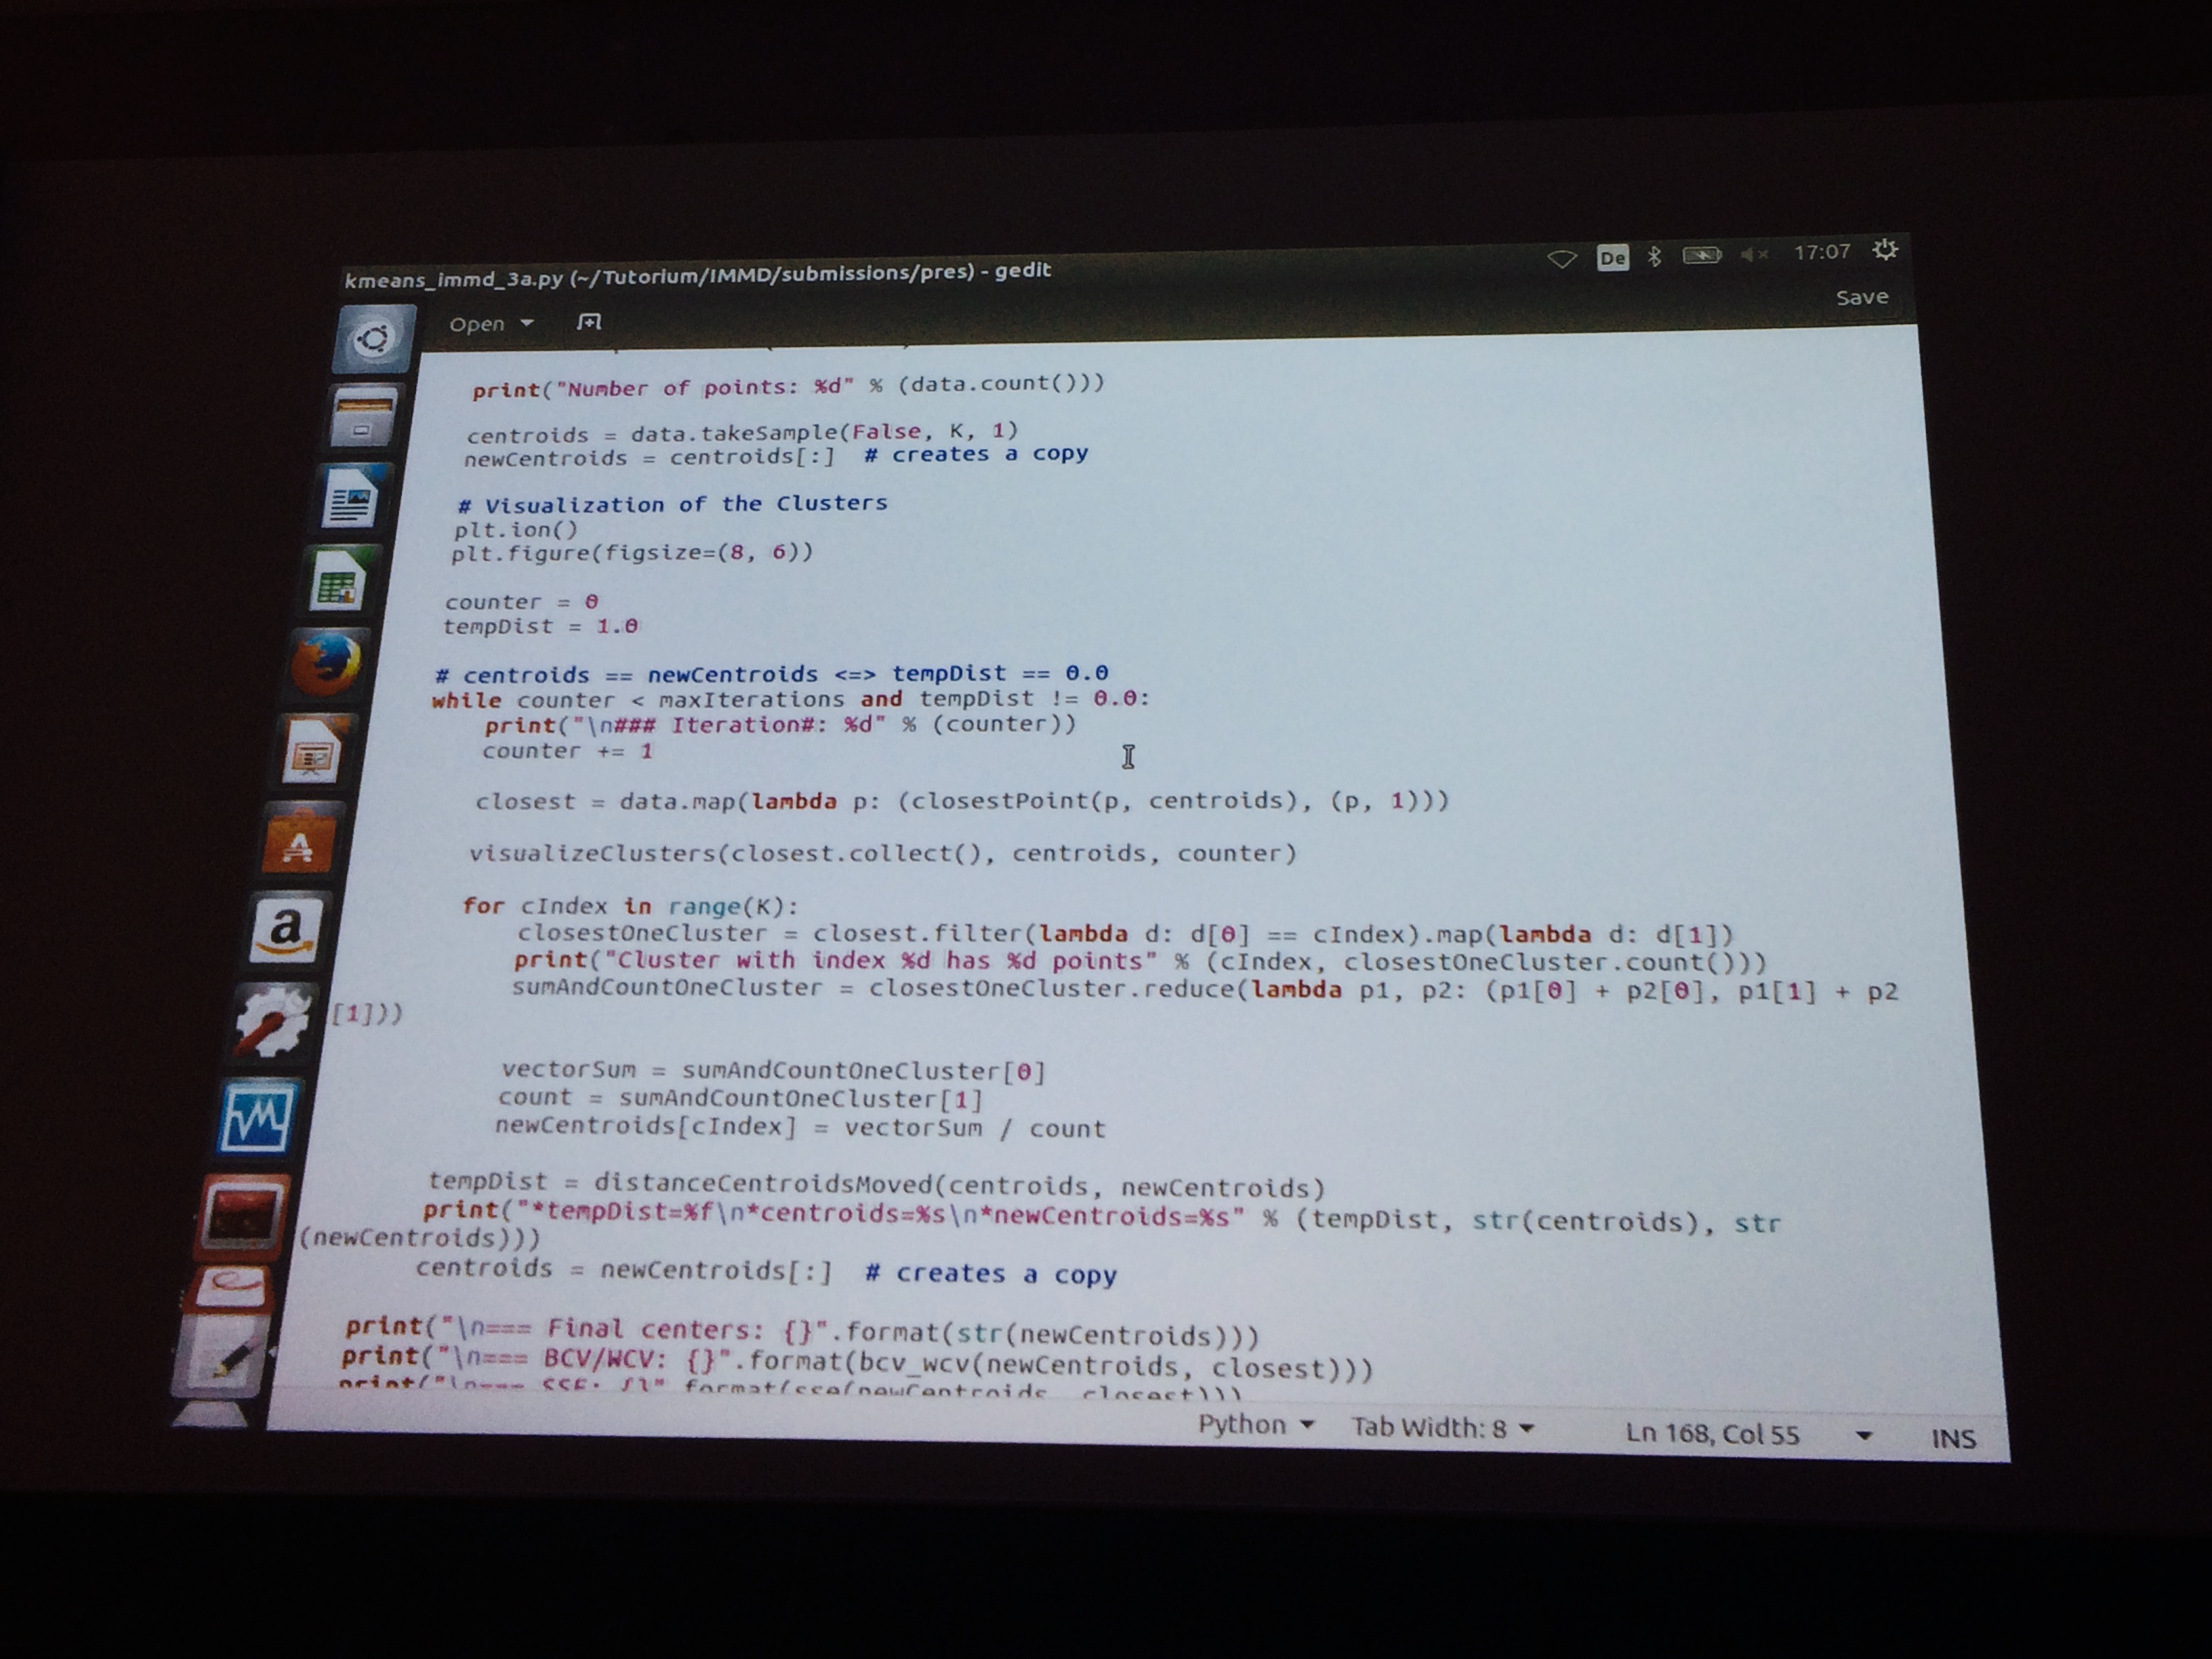 kmeans_immd_3a.py (~/Tutorium/IMMD/submissions/pres) - gedit
De 17:07
Open Save
print("Number of points: %d" % (data.count()))
centroids = data.takeSample(False, K, 1)
newCentroids = centroids[:]  # creates a copy
# Visualization of the Clusters
plt.ion()
plt.figure(figsize=(8, 6))
counter = 0
tempDist = 1.0
# centroids == newCentroids <=> tempDist == 0.0
while counter < maxIterations and tempDist != 0.0:
print("\n### Iteration#: %d" % (counter))
counter += 1
closest = data.map(lambda p: (closestPoint(p, centroids), (p, 1)))
visualizeClusters(closest.collect(), centroids, counter)
for cIndex in range(K):
closestOneCluster = closest.filter(lambda d: d[0] == cIndex).map(lambda d: d[1])
print("Cluster with index %d has %d points" % (cIndex, closestOneCluster.count()))
sumAndCountOneCluster = closestOneCluster.reduce(lambda p1, p2: (p1[0] + p2[0], p1[1] + p2
[1]))
vectorSum = sumAndCountOneCluster[0]
count = sumAndCountOneCluster[1]
newCentroids[cIndex] = vectorSum / count
tempDist = distanceCentroidsMoved(centroids, newCentroids)
print("*tempDist=%f\n*centroids=%s\n*newCentroids=%s" % (tempDist, str(centroids), str
(newCentroids)))
centroids = newCentroids[:]  # creates a copy
print("\n=== Final centers: {}".format(str(newCentroids)))
print("\n=== BCV/WCV: {}".format(bcv_wcv(newCentroids, closest)))
print("\n=== SSE: {}".format(sse(newCentroids, closest)))
Python Tab Width: 8 Ln 168, Col 55 INS
a